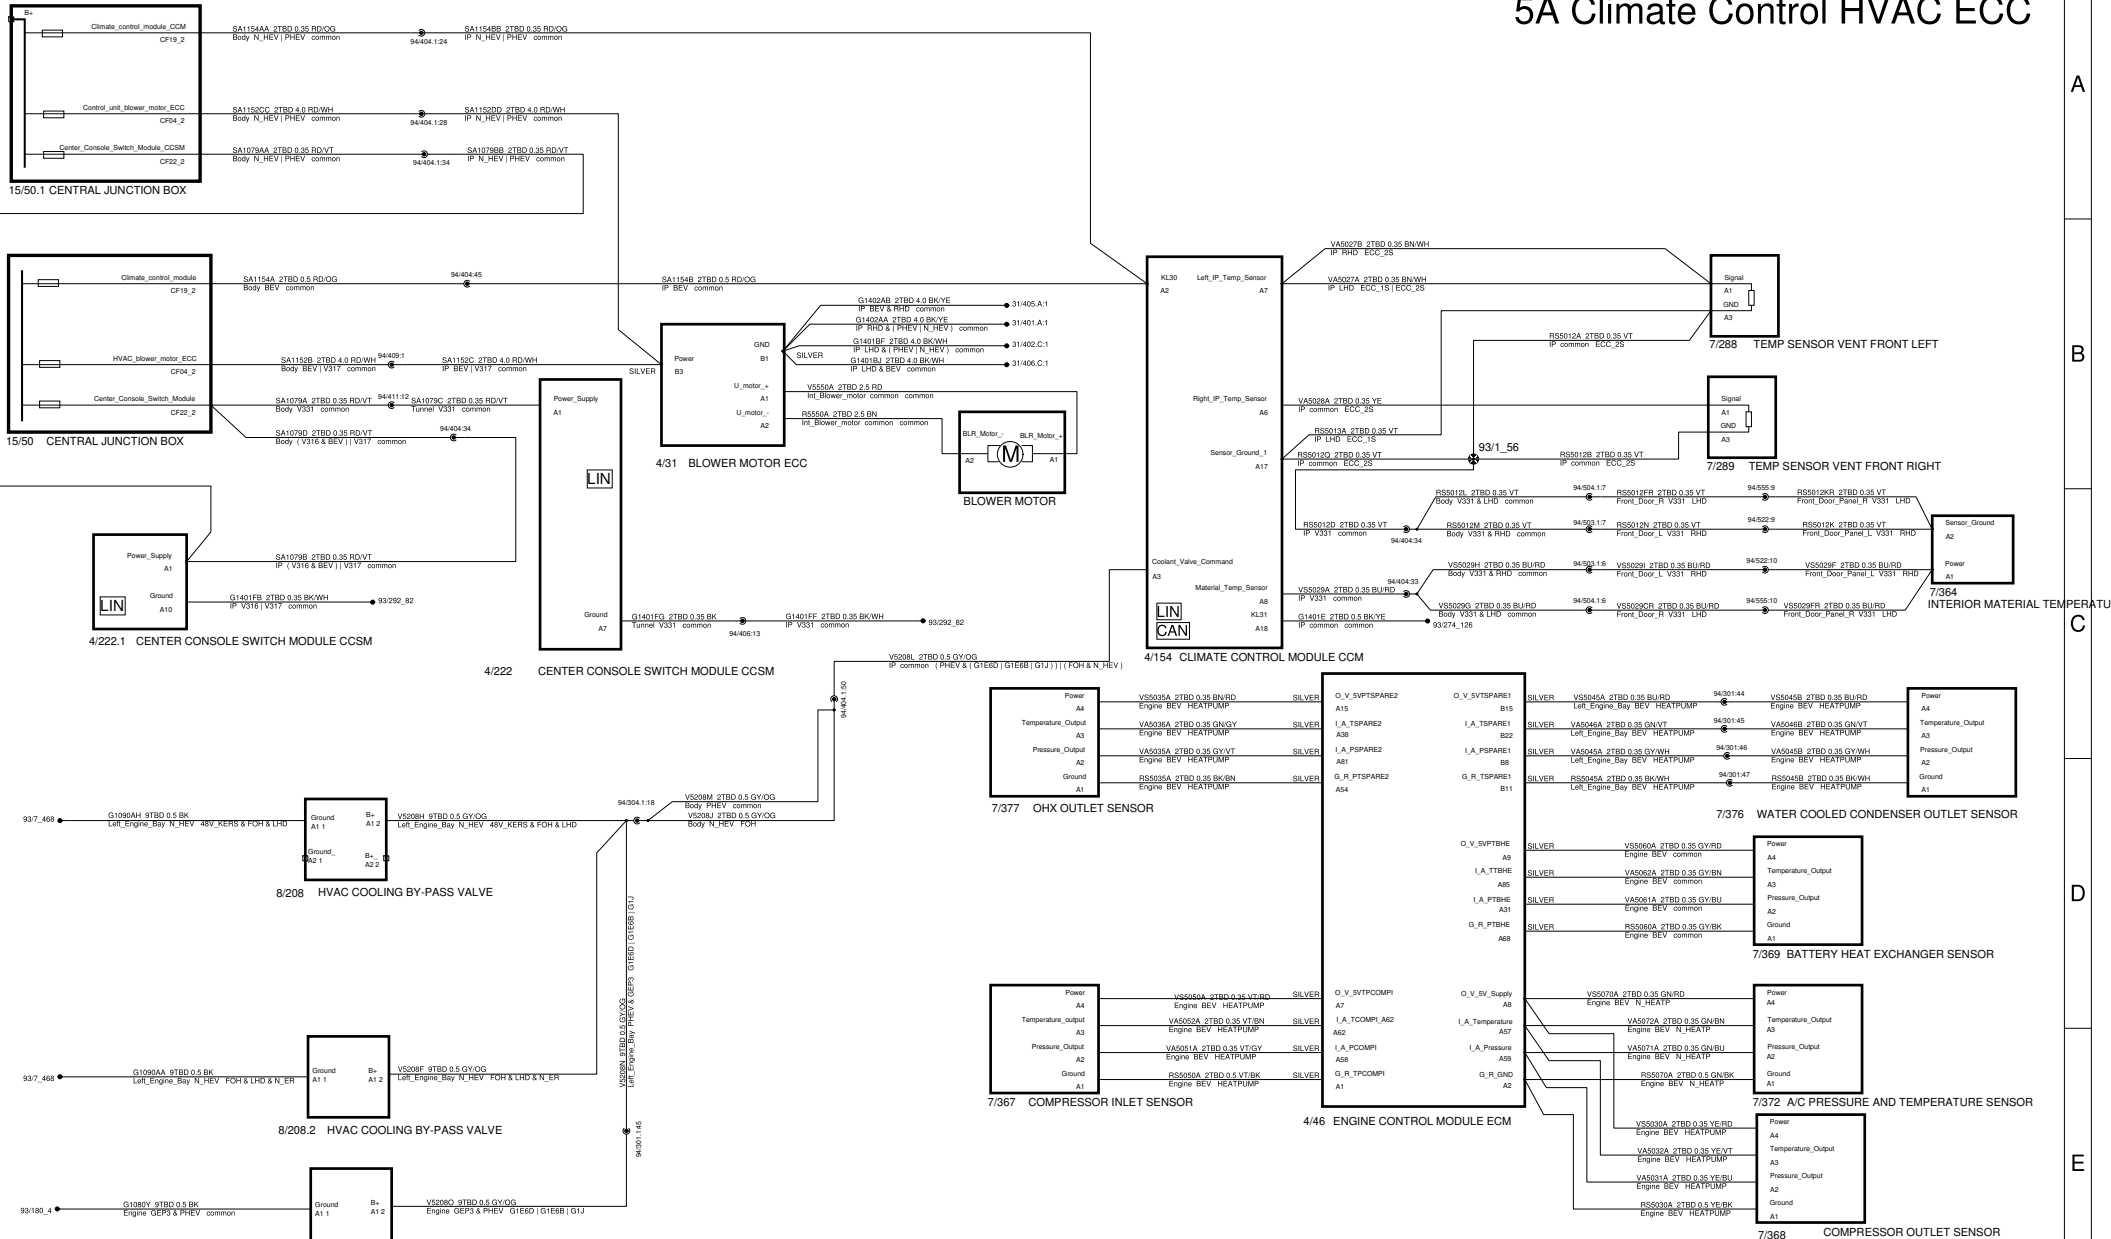 5A Climate Control HVAC ECC
A
B
C
D
E
B+
Climate_control_module_CCM
CF19_2
Control_unit_blower_motor_ECC
CF04_2
Center_Console_Switch_Module_CCSM
CF22_2
15/50.1 CENTRAL JUNCTION BOX
SA1154AA 2TBD 0.35 RD/OG
Body N_HEV | PHEV common
94/404.1:24
SA1154BB 2TBD 0.35 RD/OG
IP N_HEV | PHEV common
SA1152CC 2TBD 4.0 RD/WH
Body N_HEV | PHEV common
94/404.1:28
SA1152DD 2TBD 4.0 RD/WH
IP N_HEV | PHEV common
SA1079AA 2TBD 0.35 RD/VT
Body N_HEV | PHEV common
94/404.1:34
SA1079BB 2TBD 0.35 RD/VT
IP N_HEV | PHEV common
Climate_control_module
CF19_2
HVAC_blower_motor_ECC
CF04_2
Center_Console_Switch_Module
CF22_2
15/50 CENTRAL JUNCTION BOX
SA1154A 2TBD 0.5 RD/OG
Body BEV common
94/404:45
SA1154B 2TBD 0.5 RD/OG
IP BEV common
SA1152B 2TBD 4.0 RD/WH
Body BEV | V317 common
94/409:1
SA1152C 2TBD 4.0 RD/WH
IP BEV | V317 common
SILVER
SA1079A 2TBD 0.35 RD/VT
Body V331 common
94/411:12
SA1079C 2TBD 0.35 RD/VT
Tunnel V331 common
SA1079D 2TBD 0.35 RD/VT
Body ( V316 & BEV ) | V317 common
94/404:34
Power_Supply
A1
Ground
A10
LIN
4/222.1 CENTER CONSOLE SWITCH MODULE CCSM
SA1079B 2TBD 0.35 RD/VT
IP ( V316 & BEV ) | V317 common
G1401FB 2TBD 0.35 BK/WH
IP V316 | V317 common
93/292_82
Power_Supply
A1
LIN
Ground
A7
4/222 CENTER CONSOLE SWITCH MODULE CCSM
G1401FG 2TBD 0.35 BK
Tunnel V331 common
94/406:13
G1401FF 2TBD 0.35 BK/WH
IP V331 common
93/292_82
Power
B3
GND
B1
U_motor_+
A1
U_motor_-
A2
4/31 BLOWER MOTOR ECC
SILVER
G1402AB 2TBD 4.0 BK/YE
IP BEV & RHD common
31/405.A:1
G1402AA 2TBD 4.0 BK/YE
IP RHD & ( PHEV | N_HEV ) common
31/401.A:1
G1401BF 2TBD 4.0 BK/WH
IP LHD & ( PHEV | N_HEV ) common
31/402.C:1
G1401BJ 2TBD 4.0 BK/WH
IP LHD & BEV common
31/406.C:1
V5550A 2TBD 2.5 RD
Int_Blower_motor common common
R5550A 2TBD 2.5 BN
Int_Blower_motor common common
BLR_Motor_-
BLR_Motor_+
M
A2
A1
BLOWER MOTOR
KL30
A2
Left_IP_Temp_Sensor
A7
Right_IP_Temp_Sensor
A6
Sensor_Ground_1
A17
Coolant_Valve_Command
A3
Material_Temp_Sensor
A8
LIN
CAN
KL31
A18
4/154 CLIMATE CONTROL MODULE CCM
VA5027B 2TBD 0.35 BN/WH
IP RHD ECC_2S
VA5027A 2TBD 0.35 BN/WH
IP LHD ECC_1S | ECC_2S
RS5012A 2TBD 0.35 VT
IP common ECC_2S
Signal
A1
GND
A3
7/288 TEMP SENSOR VENT FRONT LEFT
VA5028A 2TBD 0.35 YE
IP common ECC_2S
RS5013A 2TBD 0.35 VT
IP LHD ECC_1S
RS5012Q 2TBD 0.35 VT
IP common ECC_2S
93/1_56
RS5012B 2TBD 0.35 VT
IP common ECC_2S
Signal
A1
GND
A3
7/289 TEMP SENSOR VENT FRONT RIGHT
RS5012L 2TBD 0.35 VT
Body V331 & LHD common
94/504.1:7
RS5012FR 2TBD 0.35 VT
Front_Door_R V331 LHD
94/555:9
RS5012KR 2TBD 0.35 VT
Front_Door_Panel_R V331 LHD
RS5012D 2TBD 0.35 VT
IP V331 common
94/404:34
RS5012M 2TBD 0.35 VT
Body V331 & RHD common
94/503.1:7
RS5012N 2TBD 0.35 VT
Front_Door_L V331 RHD
94/522:9
RS5012K 2TBD 0.35 VT
Front_Door_Panel_L V331 RHD
VS5029H 2TBD 0.35 BU/RD
Body V331 & RHD common
94/503.1:6
VS5029I 2TBD 0.35 BU/RD
Front_Door_L V331 RHD
94/522:10
VS5029F 2TBD 0.35 BU/RD
Front_Door_Panel_L V331 RHD
VS5029A 2TBD 0.35 BU/RD
IP V331 common
94/404:33
VS5029G 2TBD 0.35 BU/RD
Body V331 & LHD common
94/504.1:6
VS5029CR 2TBD 0.35 BU/RD
Front_Door_R V331 LHD
94/555:10
VS5029FR 2TBD 0.35 BU/RD
Front_Door_Panel_R V331 LHD
G1401E 2TBD 0.5 BK/YE
IP common common
93/274_126
Sensor_Ground
A2
Power
A1
7/364
INTERIOR MATERIAL TEMPERATU
V5208L 2TBD 0.5 GY/OG
IP common ( PHEV & ( G1E6D | G1E6B | G1J ) ) | ( FOH & N_HEV )
94/404.1:50
V5208M 2TBD 0.5 GY/OG
Body PHEV common
94/304.1:18
V5208J 2TBD 0.5 GY/OG
Body N_HEV FOH
93/7_468
G1090AH 9TBD 0.5 BK
Left_Engine_Bay N_HEV 48V_KERS & FOH & LHD
Ground
A1 1
B+
A1 2
Ground_
A2 1
B+_
A2 2
8/208 HVAC COOLING BY-PASS VALVE
V5208H 9TBD 0.5 GY/OG
Left_Engine_Bay N_HEV 48V_KERS & FOH & LHD
V5208N 9TBD 0.5 GY/OG
Left_Engine_Bay PHEV & GEP3 G1E6D | G1E6B | G1J
94/301.1:45
93/7_468
G1090AA 9TBD 0.5 BK
Left_Engine_Bay N_HEV FOH & LHD & N_ER
Ground
A1 1
B+
A1 2
8/208.2 HVAC COOLING BY-PASS VALVE
V5208F 9TBD 0.5 GY/OG
Left_Engine_Bay N_HEV FOH & LHD & N_ER
93/180_4
G1080Y 9TBD 0.5 BK
Engine GEP3 & PHEV common
Ground
A1 1
B+
A1 2
V5208O 9TBD 0.5 GY/OG
Engine GEP3 & PHEV G1E6D | G1E6B | G1J
Power
A4
Temperature_Output
A3
Pressure_Output
A2
Ground
A1
7/377 OHX OUTLET SENSOR
VS5035A 2TBD 0.35 BN/RD
Engine BEV HEATPUMP
SILVER
VA5036A 2TBD 0.35 GN/GY
Engine BEV HEATPUMP
SILVER
VA5035A 2TBD 0.35 GY/VT
Engine BEV HEATPUMP
SILVER
RS5035A 2TBD 0.35 BK/BN
Engine BEV HEATPUMP
SILVER
O_V_5VPTSPARE2
A15
I_A_TSPARE2
A38
I_A_PSPARE2
A81
G_R_PTSPARE2
A54
O_V_5VTSPARE1
B15
I_A_TSPARE1
B22
I_A_PSPARE1
B8
G_R_TSPARE1
B11
O_V_5VPTBHE
A9
I_A_TTBHE
A85
I_A_PTBHE
A31
G_R_PTBHE
A68
O_V_5VTPCOMPI
A7
I_A_TCOMPI_A62
A62
I_A_PCOMPI
A58
G_R_TPCOMPI
A1
O_V_5V_Supply
A8
I_A_Temperature
A57
I_A_Pressure
A59
G_R_GND
A2
4/46 ENGINE CONTROL MODULE ECM
SILVER
VS5045A 2TBD 0.35 BU/RD
Left_Engine_Bay BEV HEATPUMP
94/301:44
VS5045B 2TBD 0.35 BU/RD
Engine BEV HEATPUMP
SILVER
VA5046A 2TBD 0.35 GN/VT
Left_Engine_Bay BEV HEATPUMP
94/301:45
VA5046B 2TBD 0.35 GN/VT
Engine BEV HEATPUMP
SILVER
VA5045A 2TBD 0.35 GY/WH
Left_Engine_Bay BEV HEATPUMP
94/301:46
VA5045B 2TBD 0.35 GY/WH
Engine BEV HEATPUMP
SILVER
RS5045A 2TBD 0.35 BK/WH
Left_Engine_Bay BEV HEATPUMP
94/301:47
RS5045B 2TBD 0.35 BK/WH
Engine BEV HEATPUMP
Power
A4
Temperature_Output
A3
Pressure_Output
A2
Ground
A1
7/376 WATER COOLED CONDENSER OUTLET SENSOR
SILVER
VS5060A 2TBD 0.35 GY/RD
Engine BEV common
SILVER
VA5062A 2TBD 0.35 GY/BN
Engine BEV common
SILVER
VA5061A 2TBD 0.35 GY/BU
Engine BEV common
SILVER
RS5060A 2TBD 0.35 GY/BK
Engine BEV common
Power
A4
Temperature_Output
A3
Pressure_Output
A2
Ground
A1
7/369 BATTERY HEAT EXCHANGER SENSOR
Power
A4
Temperature_output
A3
Pressure_Output
A2
Ground
A1
7/367 COMPRESSOR INLET SENSOR
VS5050A 2TBD 0.35 VT/RD
Engine BEV HEATPUMP
SILVER
VA5052A 2TBD 0.35 VT/BN
Engine BEV HEATPUMP
SILVER
VA5051A 2TBD 0.35 VT/GY
Engine BEV HEATPUMP
SILVER
RS5050A 2TBD 0.5 VT/BK
Engine BEV HEATPUMP
SILVER
VS5070A 2TBD 0.35 GN/RD
Engine BEV N_HEATP
VA5072A 2TBD 0.35 GN/BN
Engine BEV N_HEATP
VA5071A 2TBD 0.35 GN/BU
Engine BEV N_HEATP
RS5070A 2TBD 0.5 GN/BK
Engine BEV N_HEATP
Power
A4
Temperature_Output
A3
Pressure_Output
A2
Ground
A1
7/372 A/C PRESSURE AND TEMPERATURE SENSOR
VS5030A 2TBD 0.35 YE/RD
Engine BEV HEATPUMP
VA5032A 2TBD 0.35 YE/VT
Engine BEV HEATPUMP
VA5031A 2TBD 0.35 YE/BU
Engine BEV HEATPUMP
RS5030A 2TBD 0.5 YE/BK
Engine BEV HEATPUMP
Power
A4
Temperature_Output
A3
Pressure_Output
A2
Ground
A1
7/368 COMPRESSOR OUTLET SENSOR